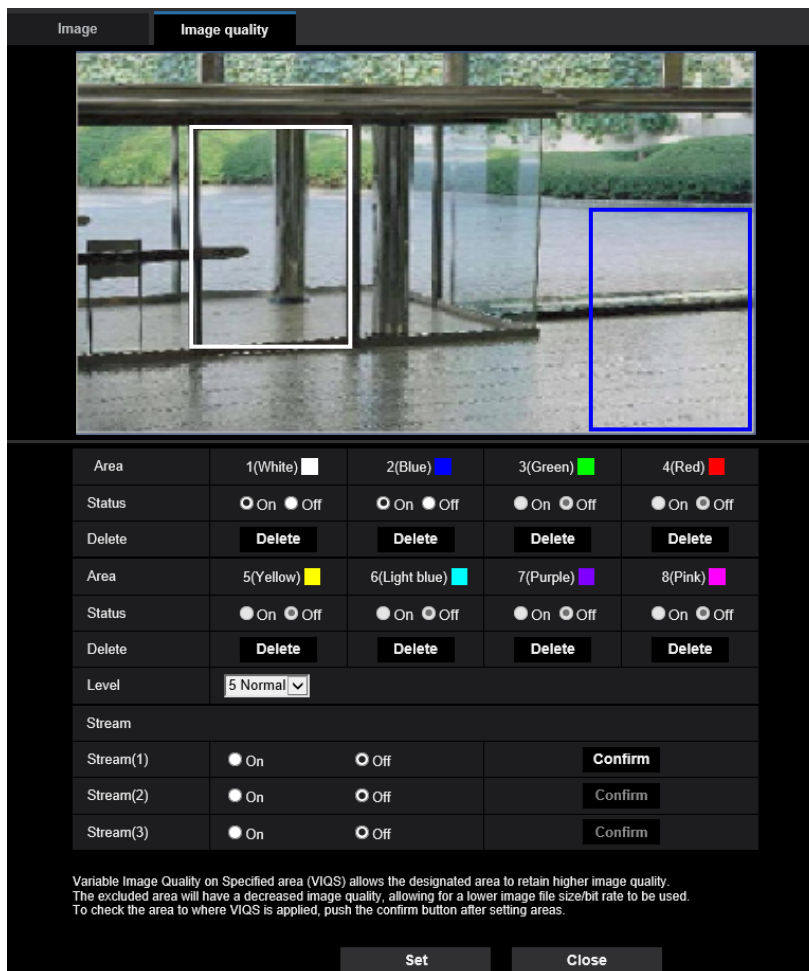 Image Image quality
Area 1(White) 2(Blue) 3(Green) 4(Red)
Status On Off On Off On Off On Off
Delete Delete Delete Delete Delete
Area 5(Yellow) 6(Light blue) 7(Purple) 8(Pink)
Status On Off On Off On Off On Off
Delete Delete Delete Delete Delete
Level 5 Normal
Stream
Stream(1) On Off Confirm
Stream(2) On Off Confirm
Stream(3) On Off Confirm
Variable Image Quality on Specified area (VIQS) allows the designated area to retain higher image quality.
The excluded area will have a decreased image quality, allowing for a lower image file size/bit rate to be used.
To check the area to where VIQS is applied, push the confirm button after setting areas.
Set Close